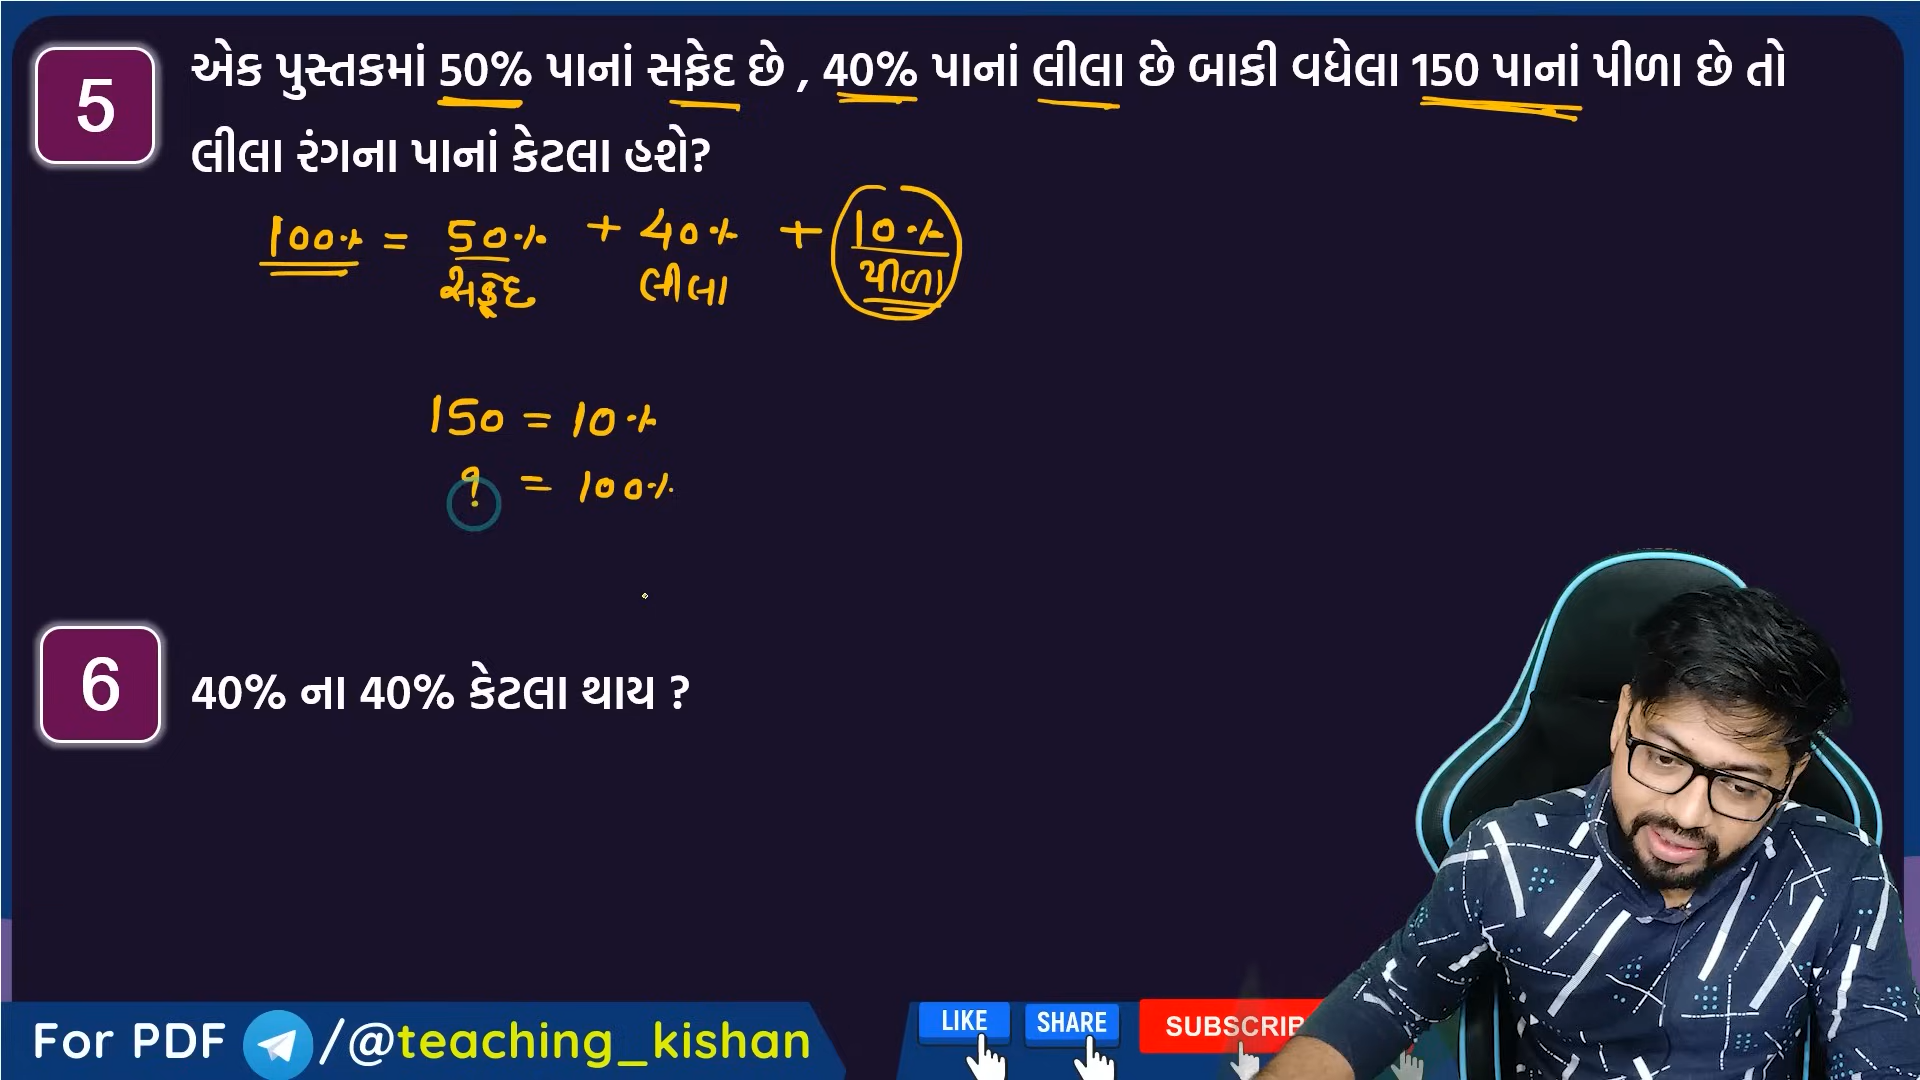 5
એક પુસ્તકમાં 50% પાનાં સફેદ છે , 40% પાનાં લીલા છે બાકી વધેલા 150 પાનાં પીળા છે તો
લીલા રંગના પાનાં કેટલા હશે?
100% = 50% + 40% + 10%
સફેદ લીલા પીળા
150 = 10%
? = 100%
6
40% ના 40% કેટલા થાય ?
For PDF /@teaching_kishan
LIKE SHARE SUBSCRIB